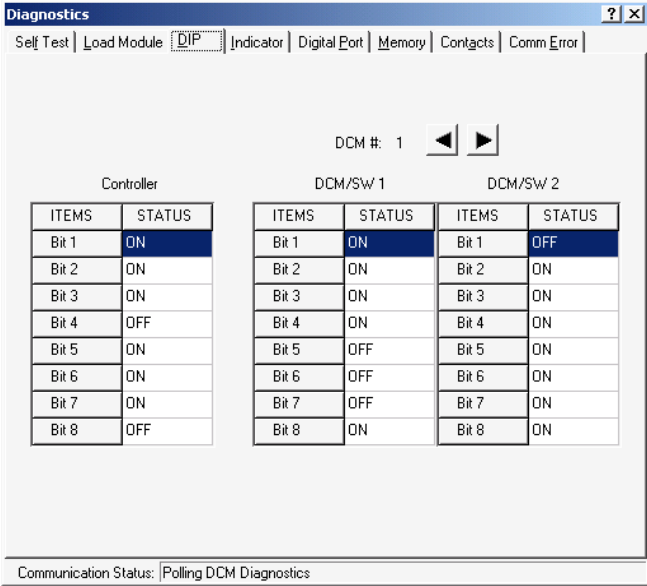 Diagnostics
Self Test Load Module DIP Indicator Digital Port Memory Contacts Comm Error
DCM #: 1
Controller DCM/SW 1 DCM/SW 2
ITEMS STATUS ITEMS STATUS ITEMS STATUS
Bit 1 ON Bit 1 ON Bit 1 OFF
Bit 2 ON Bit 2 ON Bit 2 ON
Bit 3 ON Bit 3 ON Bit 3 ON
Bit 4 OFF Bit 4 ON Bit 4 ON
Bit 5 ON Bit 5 OFF Bit 5 ON
Bit 6 ON Bit 6 OFF Bit 6 ON
Bit 7 ON Bit 7 OFF Bit 7 ON
Bit 8 OFF Bit 8 ON Bit 8 ON
Communication Status: Polling DCM Diagnostics